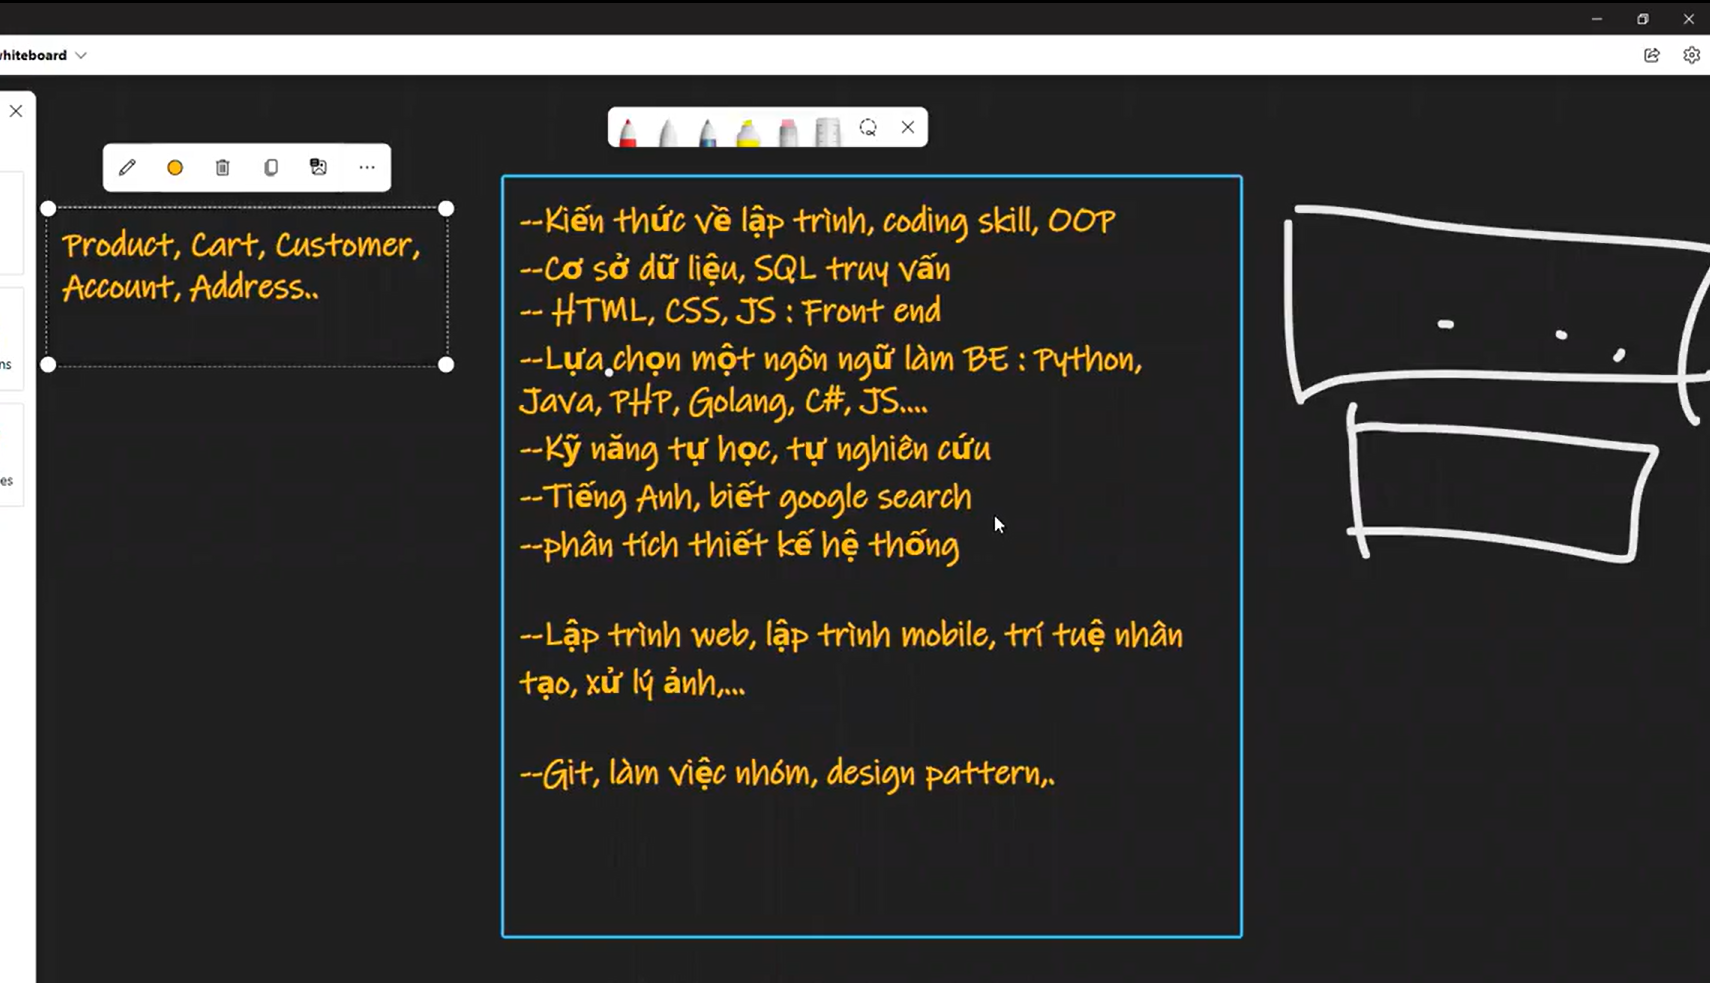 whiteboard
ns
es
Product, Cart, Customer,
Account, Address..
--Kiến thức về lập trình, coding skill, OOP
--Cơ sở dữ liệu, SQL truy vấn
-- HTML, CSS, JS : Front end
--Lựa chọn một ngôn ngữ làm BE : Python,
Java, PHP, Golang, C#, JS....
--Kỹ năng tự học, tự nghiên cứu
--Tiếng Anh, biết google search
--phân tích thiết kế hệ thống
--Lập trình web, lập trình mobile, trí tuệ nhân
tạo, xử lý ảnh,...
--Git, làm việc nhóm, design pattern,.